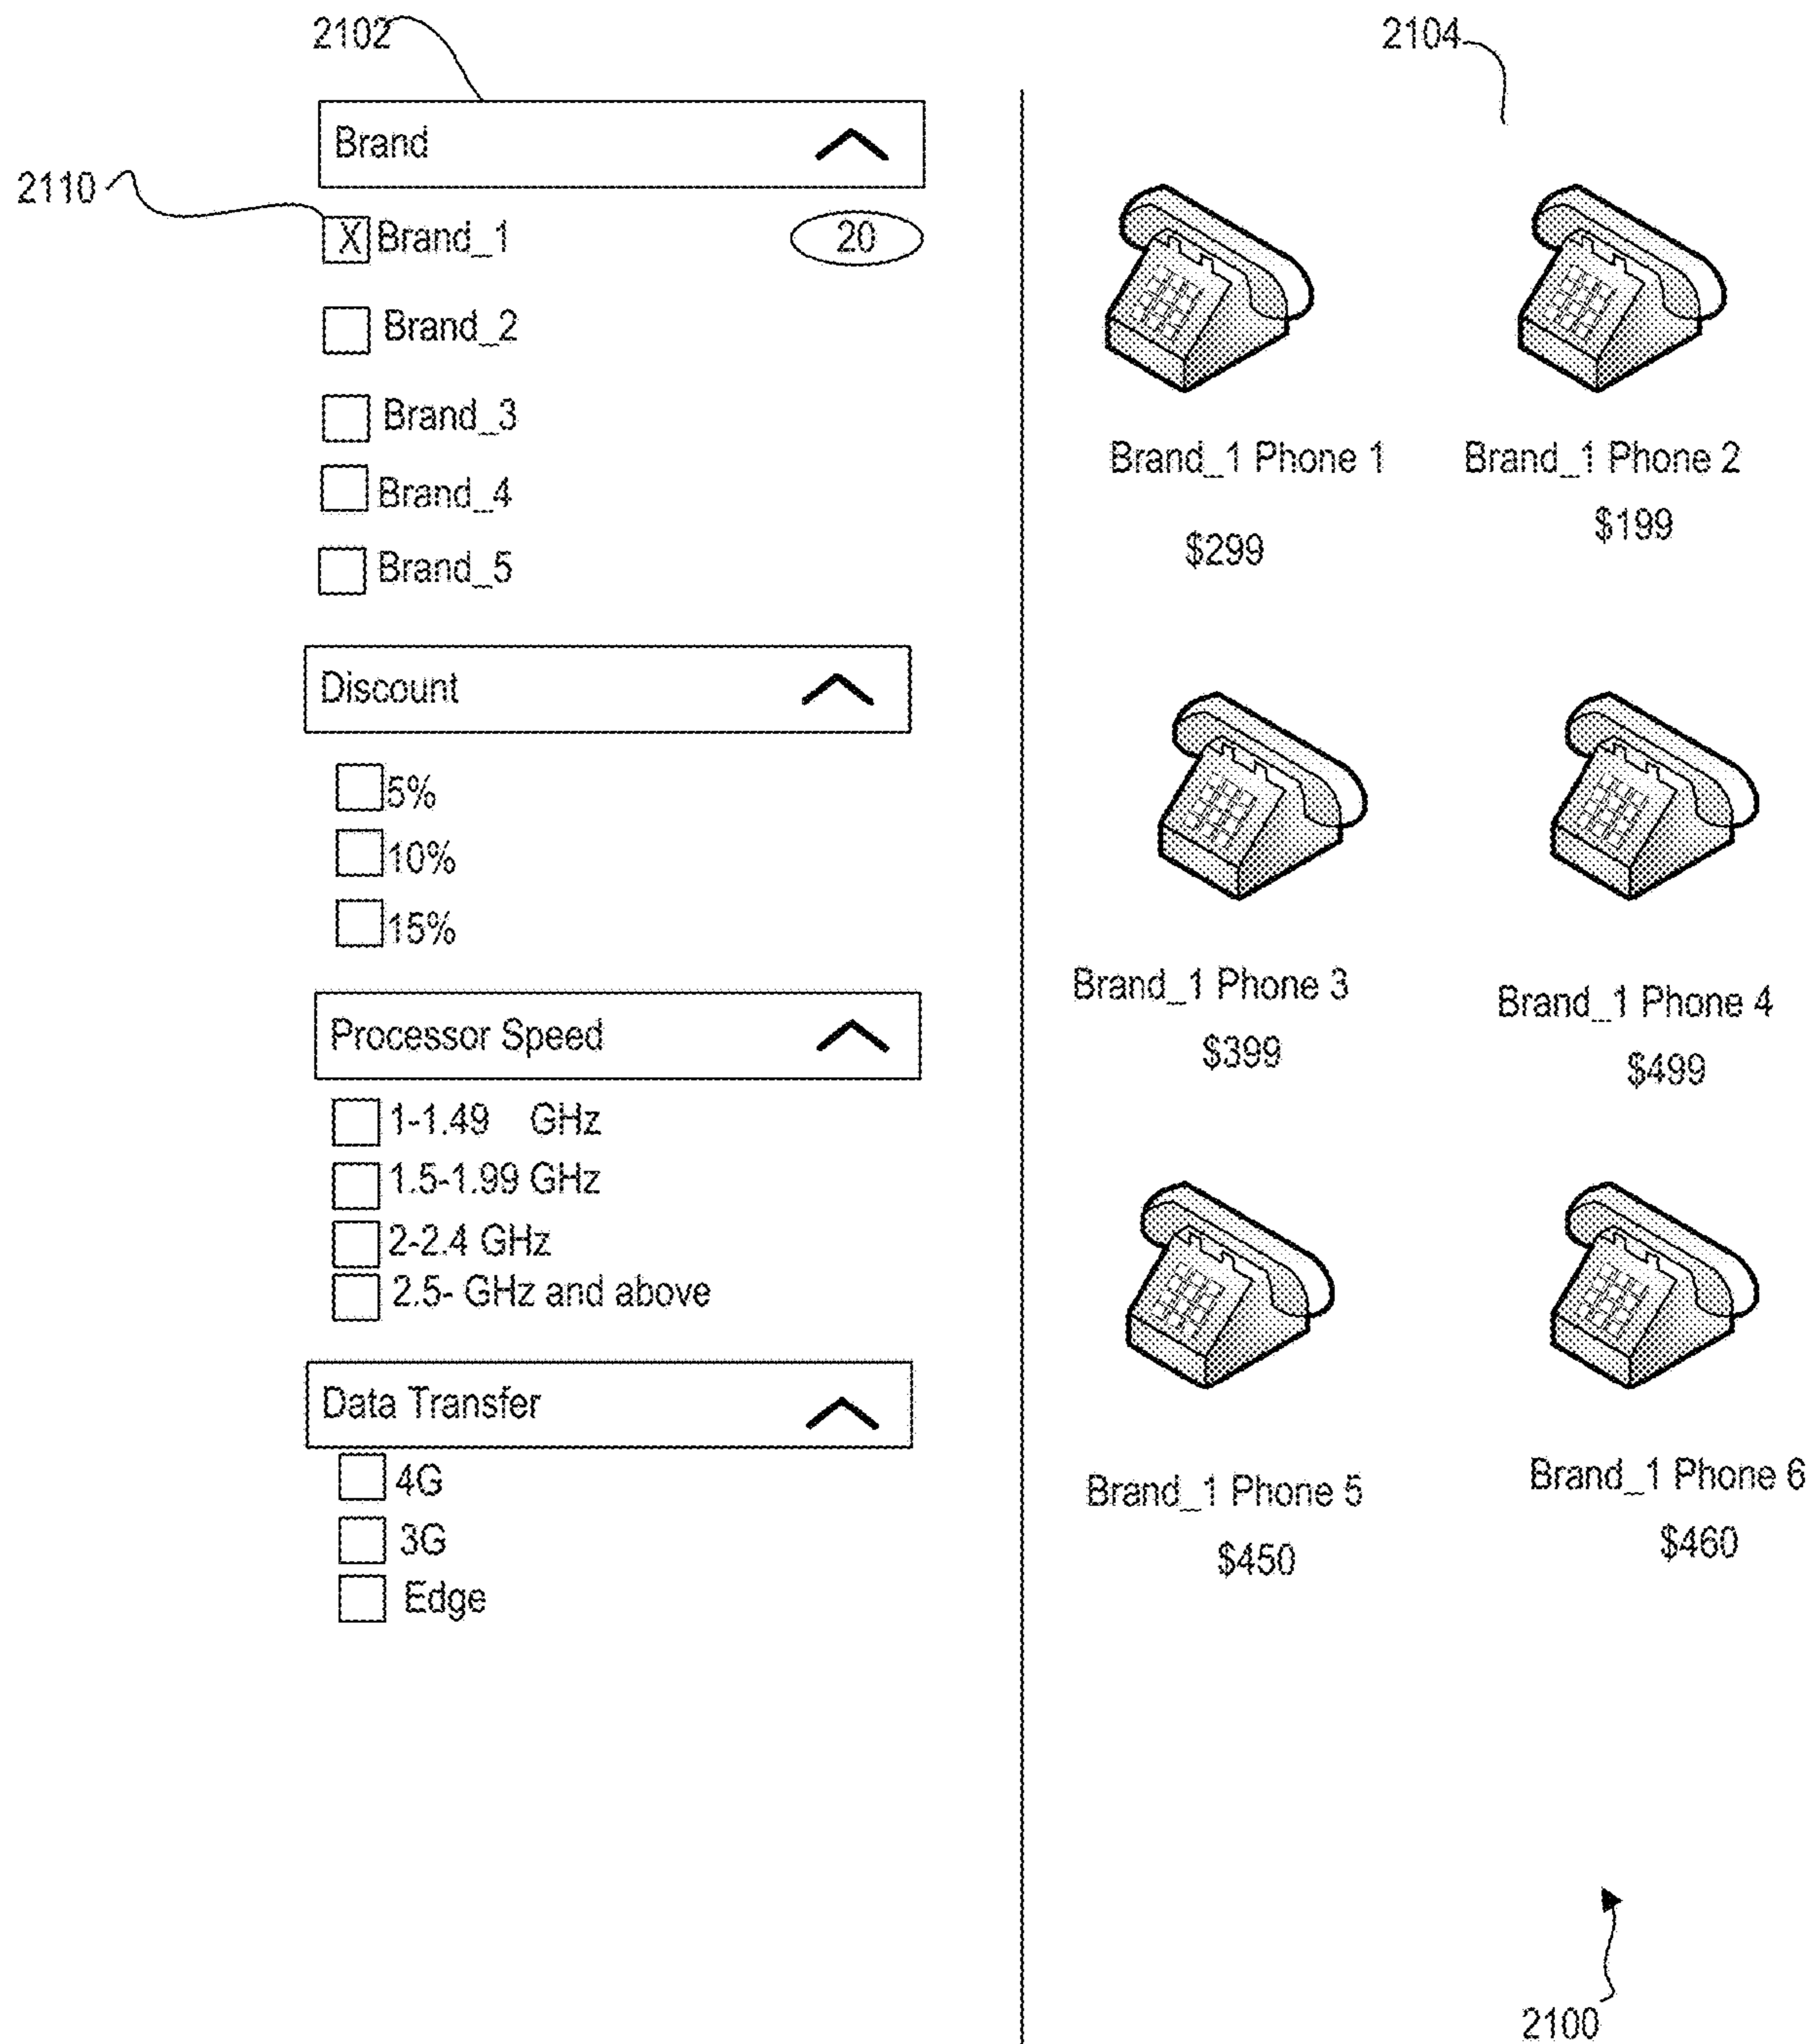 2102
2104
Brand
2110
X Brand_1
20
Brand_2
Brand_3
Brand_4
Brand_5
Discount
5%
10%
15%
Processor Speed
1-1.49 GHz
1.5-1.99 GHz
2-2.4 GHz
2.5- GHz and above
Data Transfer
4G
3G
Edge
Brand_1 Phone 1
$299
Brand_1 Phone 2
$199
Brand_1 Phone 3
$399
Brand_1 Phone 4
$499
Brand_1 Phone 5
$450
Brand_1 Phone 6
$460
2100